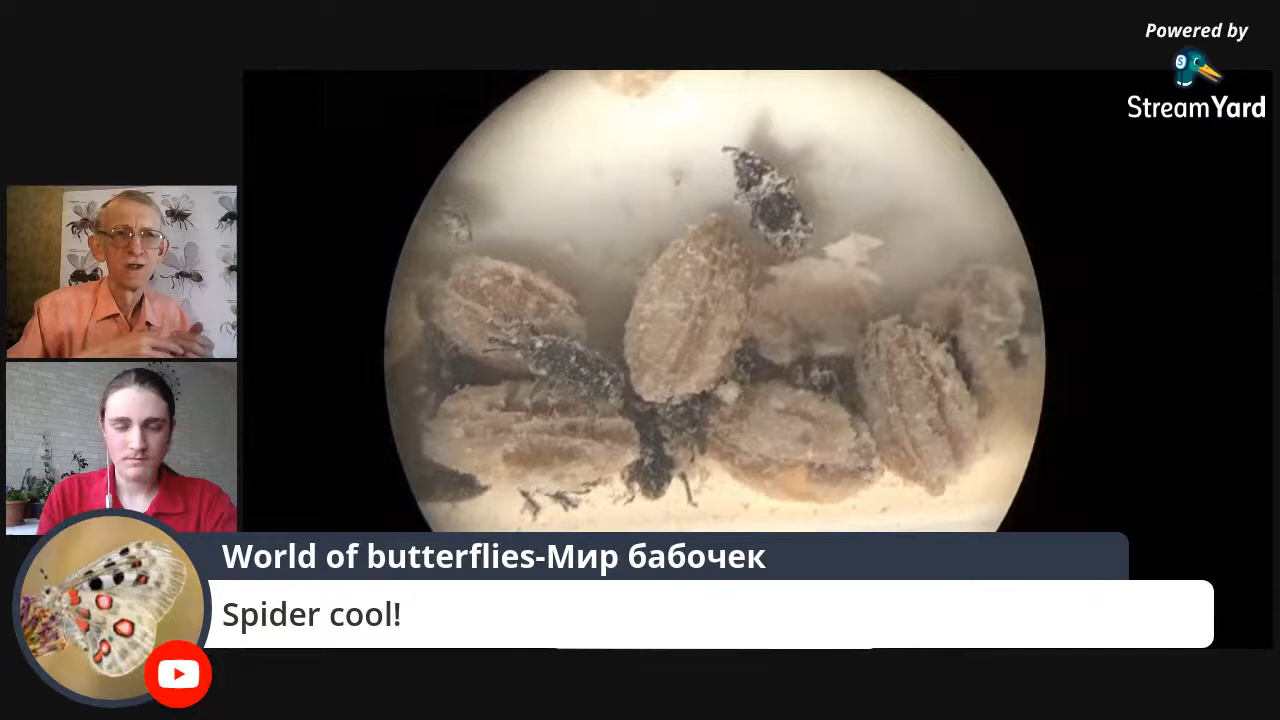 Powered by
StreamYard
World of butterflies-Мир бабочек
Spider cool!